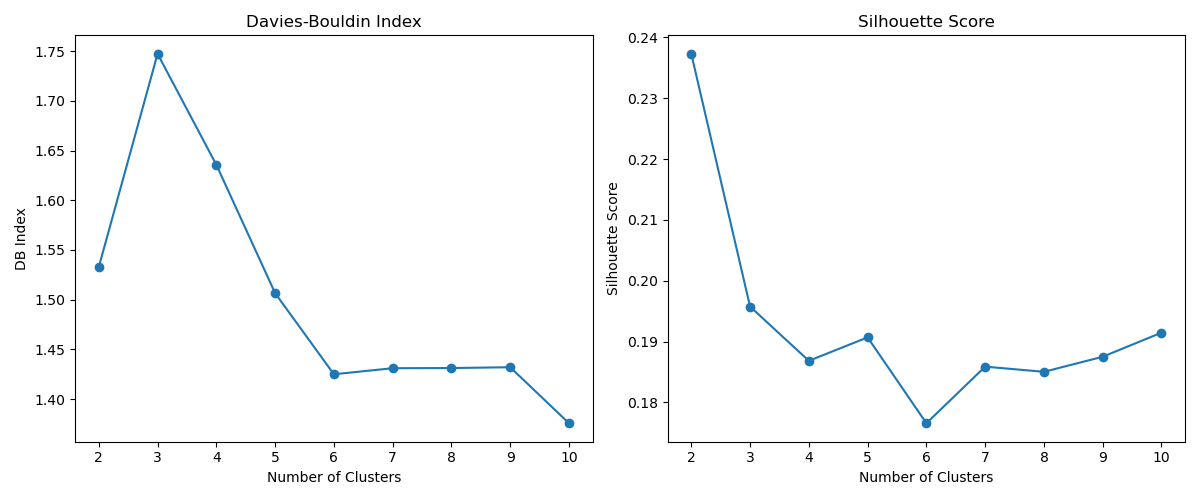 Davies-Bouldin Index
1.75
1.70
1.65
1.60
1.55
1.50
1.45
1.40
DB Index
2 3 4 5 6 7 8 9 10
Number of Clusters
Silhouette Score
0.24
0.23
0.22
0.21
0.20
0.19
0.18
Silhouette Score
2 3 4 5 6 7 8 9 10
Number of Clusters